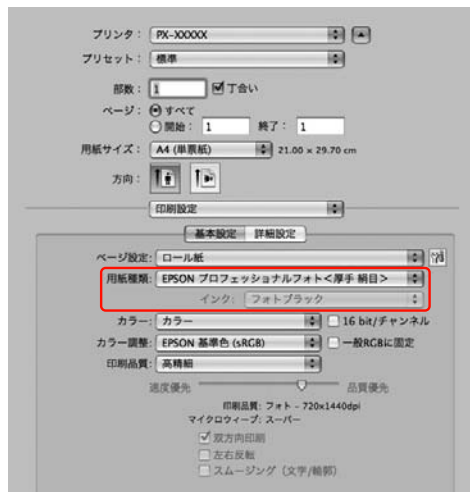 プリンタ： PX-XXXXX
プリセット： 標準
部数： 1 丁合い
ページ： すべて
開始： 1 終了： 1
用紙サイズ： A4 (単票紙) 21.00 x 29.70 cm
方向：
印刷設定
基本設定 詳細設定
ページ設定： ロール紙
用紙種類： EPSON プロフェッショナルフォト＜厚手 絹目＞
インク： フォトブラック
カラー： カラー 16 bit/チャンネル
カラー調整： EPSON 基準色 (sRGB) 一般RGBに固定
印刷品質： 高精細
速度優先 品質優先
印刷品質： フォト - 720x1440dpi
マイクロウィーブ： スーパー
双方向印刷
左右反転
スムージング（文字/輪郭）